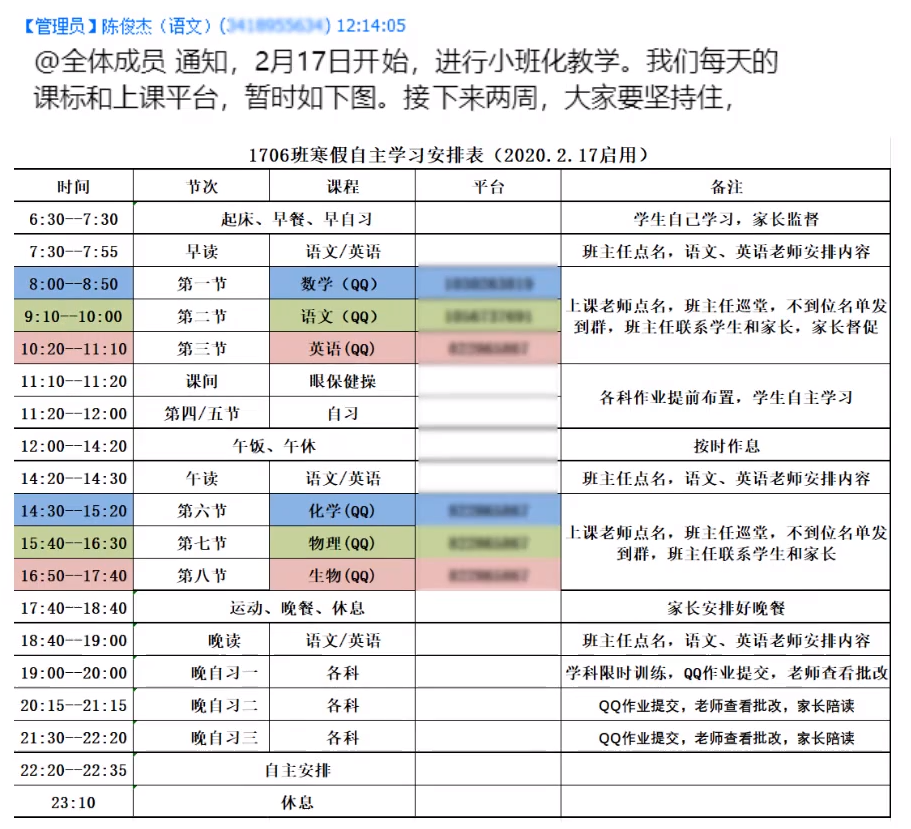 【管理员】陈俊杰（语文）( ) 12:14:05
@全体成员 通知，2月17日开始，进行小班化教学。我们每天的
课标和上课平台，暂时如下图。接下来两周，大家要坚持住，
1706班寒假自主学习安排表（2020.2.17启用）
时间 节次 课程 平台 备注
6:30--7:30 起床、早餐、早自习 学生自己学习，家长监督
7:30--7:55 早读 语文/英语 班主任点名，语文、英语老师安排内容
8:00--8:50 第一节 数学（QQ）
9:10--10:00 第二节 语文（QQ）
10:20--11:10 第三节 英语(QQ)
上课老师点名，班主任巡堂，不到位名单发
到群，班主任联系学生和家长，家长督促
11:10--11:20 课间 眼保健操
11:20--12:00 第四/五节 自习
各科作业提前布置，学生自主学习
12:00--14:20 午饭、午休 按时作息
14:20--14:30 午读 语文/英语 班主任点名，语文、英语老师安排内容
14:30--15:20 第六节 化学(QQ)
15:40--16:30 第七节 物理(QQ)
16:50--17:40 第八节 生物(QQ)
上课老师点名，班主任巡堂，不到位名单发
到群，班主任联系学生和家长
17:40--18:40 运动、晚餐、休息 家长安排好晚餐
18:40--19:00 晚读 语文/英语 班主任点名，语文、英语老师安排内容
19:00--20:00 晚自习一 各科 学科限时训练，QQ作业提交，老师查看批改
20:15--21:15 晚自习二 各科 QQ作业提交，老师查看批改，家长陪读
21:30--22:20 晚自习三 各科 QQ作业提交，老师查看批改，家长陪读
22:20--22:35 自主安排
23:10 休息